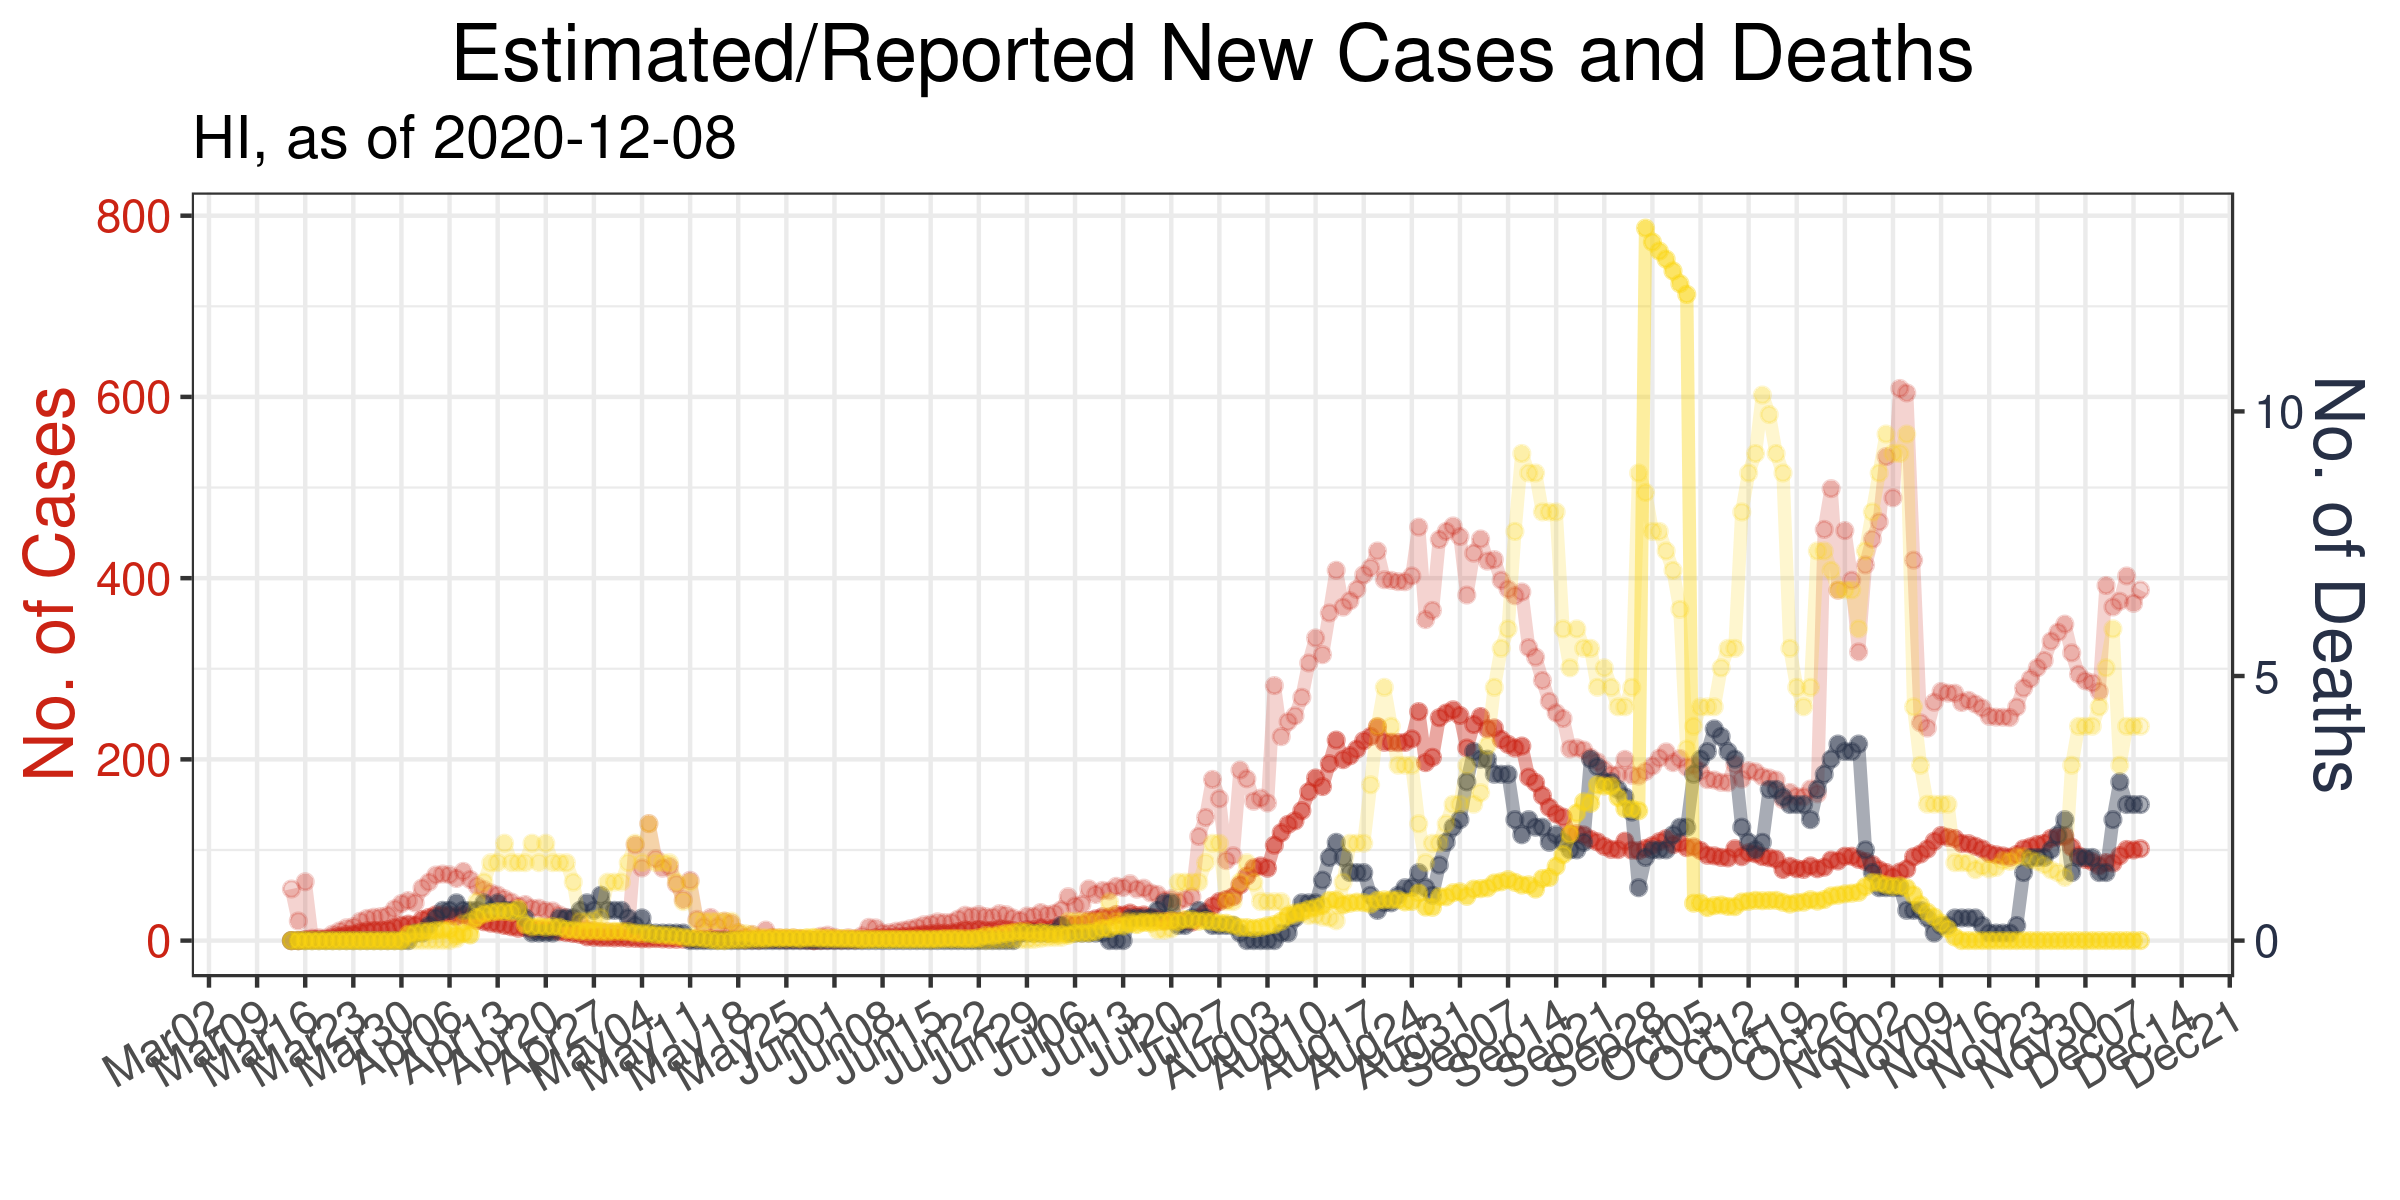 Estimated/Reported New Cases and Deaths
HI, as of 2020-12-08
No. of Cases
800
600
400
200
0
No. of Deaths
10
5
0
Mar02
Mar09
Mar16
Mar23
Mar30
Apr06
Apr13
Apr20
Apr27
May04
May11
May18
May25
Jun01
Jun08
Jun15
Jun22
Jun29
Jul06
Jul13
Jul20
Jul27
Aug03
Aug10
Aug17
Aug24
Aug31
Sep07
Sep14
Sep21
Sep28
Oct05
Oct12
Oct19
Oct26
Nov02
Nov09
Nov16
Nov23
Nov30
Dec07
Dec14
Dec21